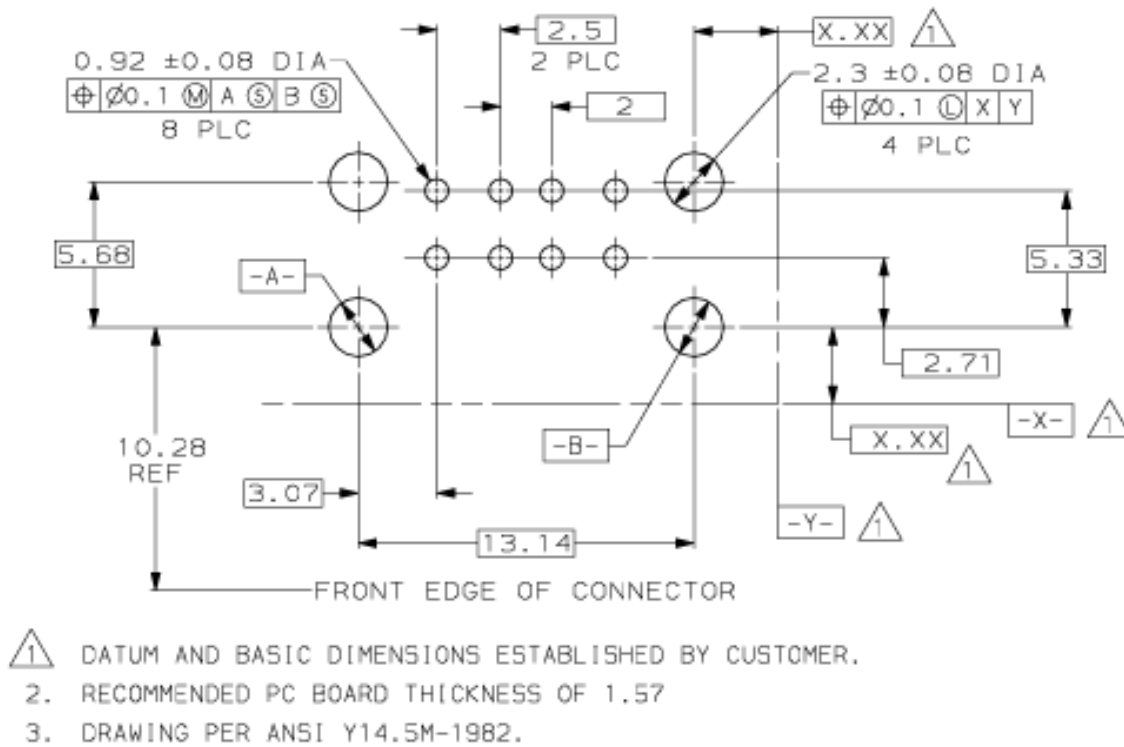 2.5
2 PLC
X.XX 1
0.92 ±0.08 DIA
⌖ Ø0.1 Ⓜ A Ⓢ B Ⓢ
8 PLC
2
2.3 ±0.08 DIA
⌖ Ø0.1 Ⓛ X Y
4 PLC
5.68
5.33
-A-
2.71
-B-
-X- 1
X.XX
1
10.28
REF
3.07
-Y- 1
13.14
FRONT EDGE OF CONNECTOR
1 DATUM AND BASIC DIMENSIONS ESTABLISHED BY CUSTOMER.
2. RECOMMENDED PC BOARD THICKNESS OF 1.57
3. DRAWING PER ANSI Y14.5M-1982.